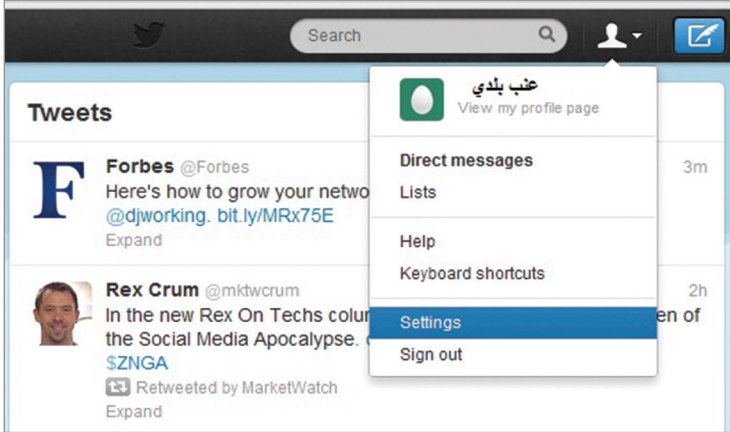 Search
عنب بلدي
View my profile page
Direct messages
Lists
Help
Keyboard shortcuts
Settings
Sign out
Tweets
Forbes @Forbes
3m
Here's how to grow your netwo
@djworking. bit.ly/MRx75E
Expand
Rex Crum @mktwcrum
2h
In the new Rex On Techs colu
en of
the Social Media Apocalypse.
$ZNGA
Retweeted by MarketWatch
Expand